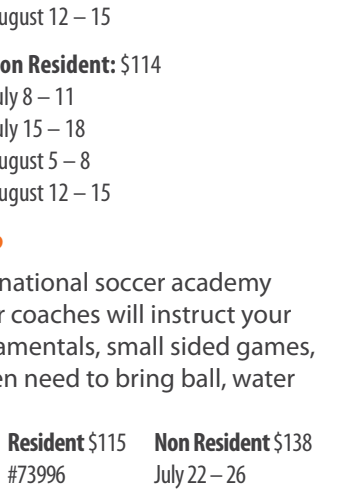 ugust 12 – 15
on Resident: $114
uly 8 – 11
uly 15 – 18
ugust 5 – 8
ugust 12 – 15
national soccer academy
r coaches will instruct your
amentals, small sided games,
en need to bring ball, water
Resident $115 Non Resident $138
#73996 July 22 – 26